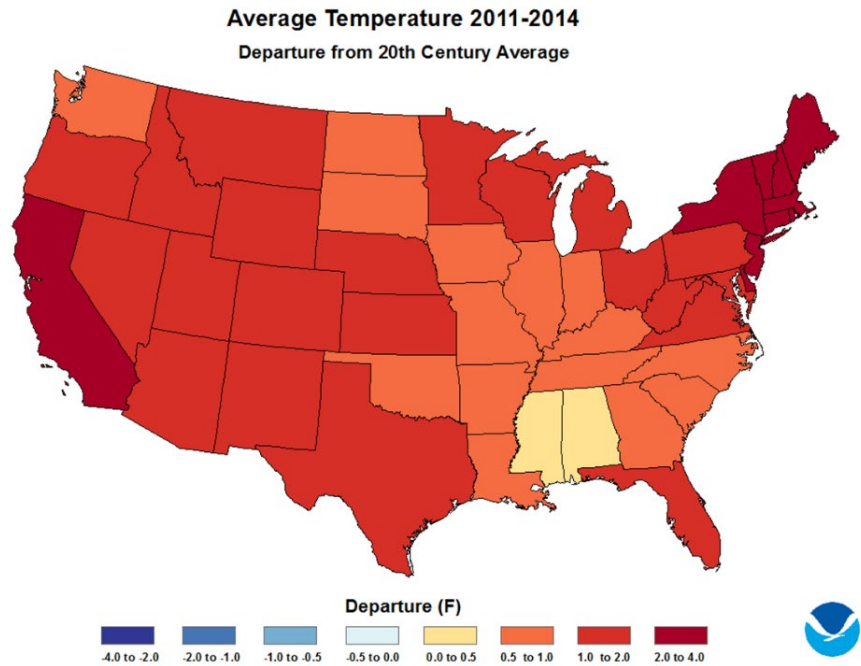 Average Temperature 2011-2014
Departure from 20th Century Average
Departure (F)
-4.0 to -2.0 -2.0 to -1.0 -1.0 to -0.5 -0.5 to 0.0 0.0 to 0.5 0.5 to 1.0 1.0 to 2.0 2.0 to 4.0